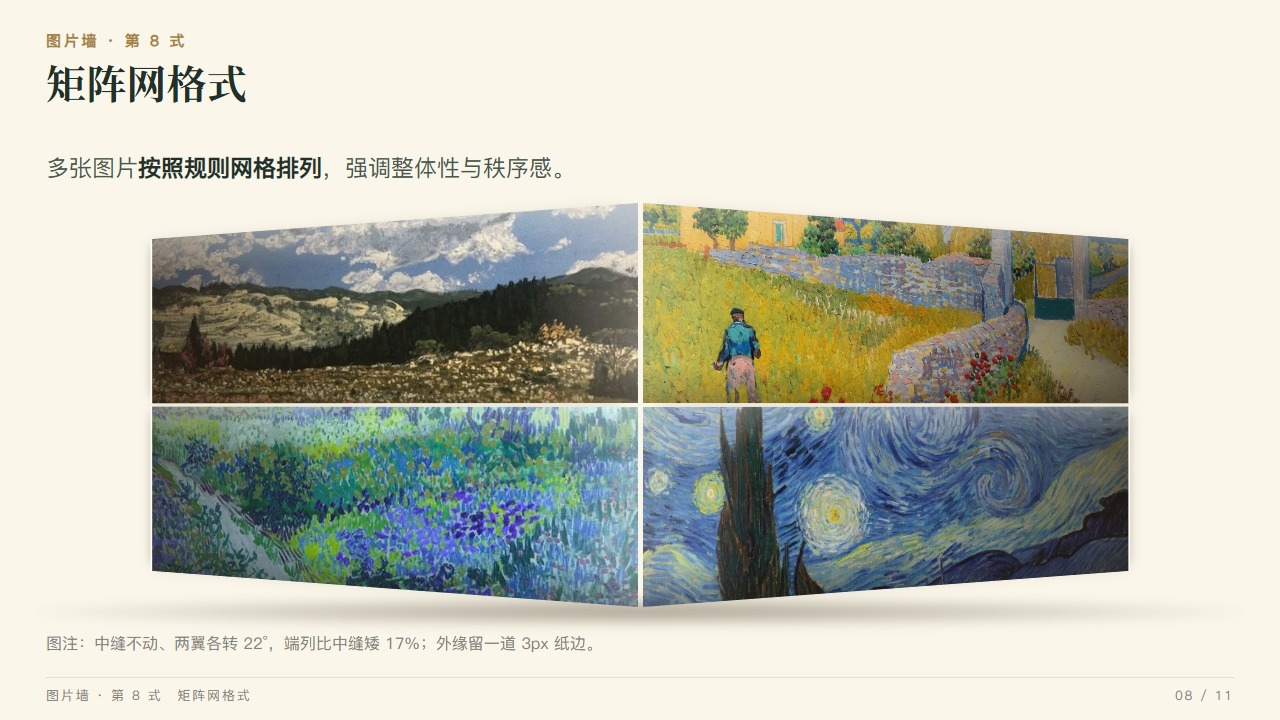 图片墙 · 第 8 式
矩阵网格式
多张图片按照规则网格排列，强调整体性与秩序感。
图注：中缝不动、两翼各转 22°，端列比中缝矮 17%；外缘留一道 3px 纸边。
图片墙 · 第 8 式 矩阵网格式
08 / 11